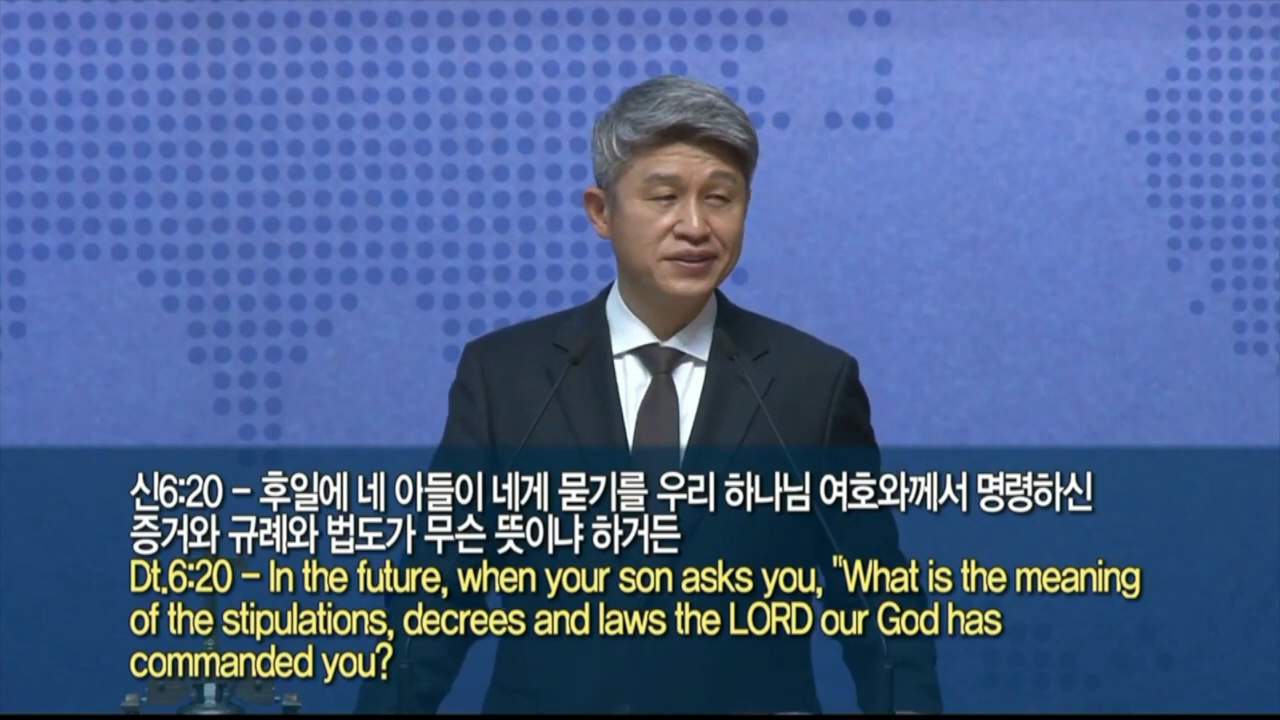 신6:20 – 후일에 네 아들이 네게 묻기를 우리 하나님 여호와께서 명령하신
증거와 규례와 법도가 무슨 뜻이냐 하거든
Dt.6:20 – In the future, when your son asks you, "What is the meaning
of the stipulations, decrees and laws the LORD our God has
commanded you?